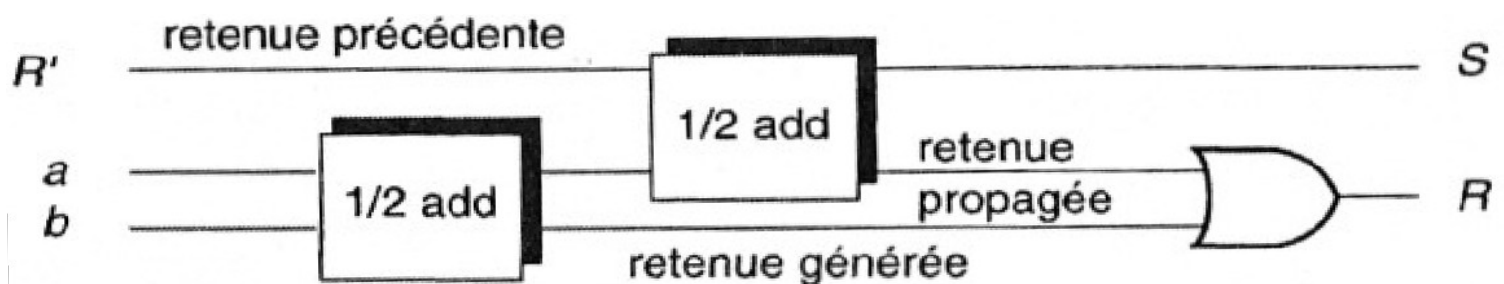 retenue précédente
R' S
1/2 add
a retenue
1/2 add propagée R
b
retenue générée